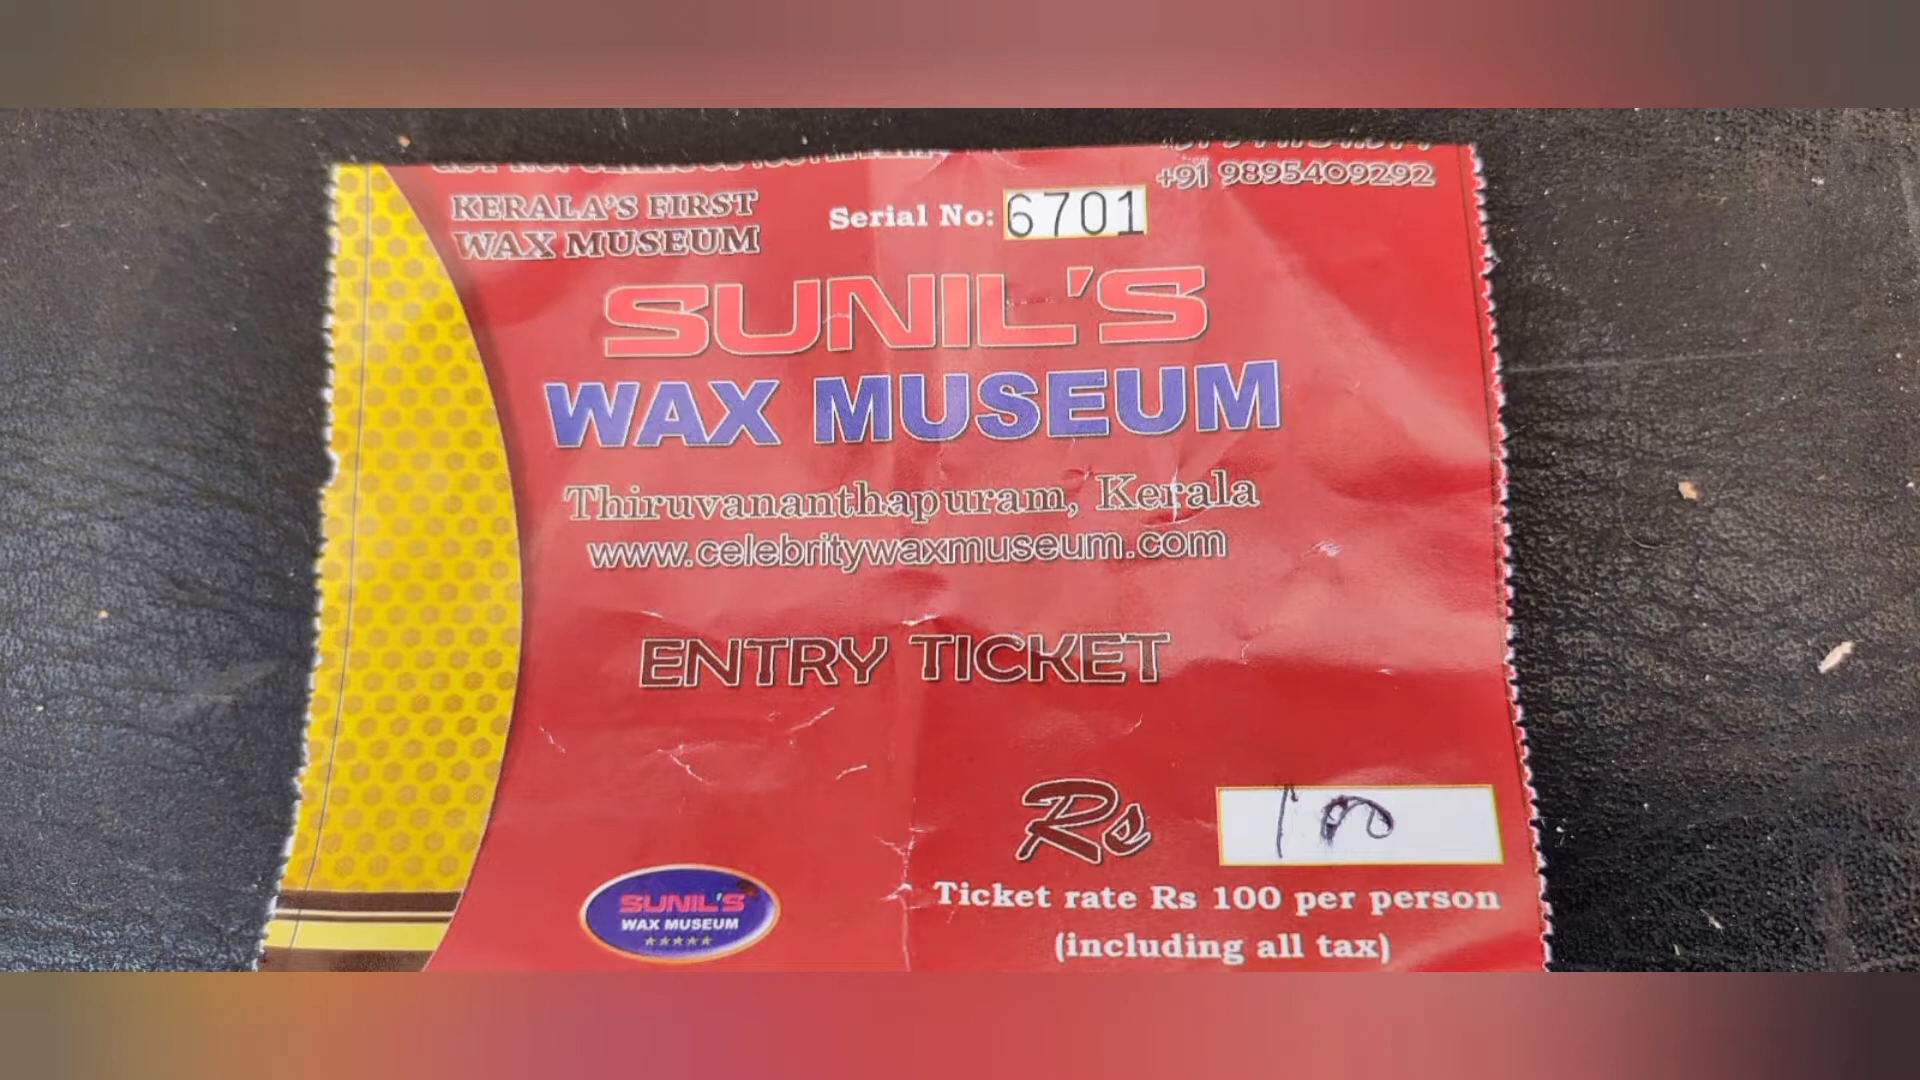 +91 9895409292
KERALA'S FIRST
WAX MUSEUM
Serial No: 6701
SUNIL'S
WAX MUSEUM
Thiruvananthapuram, Kerala
www.celebritywaxmuseum.com
ENTRY TICKET
Rs 100
Ticket rate Rs 100 per person
(including all tax)
SUNIL'S
WAX MUSEUM